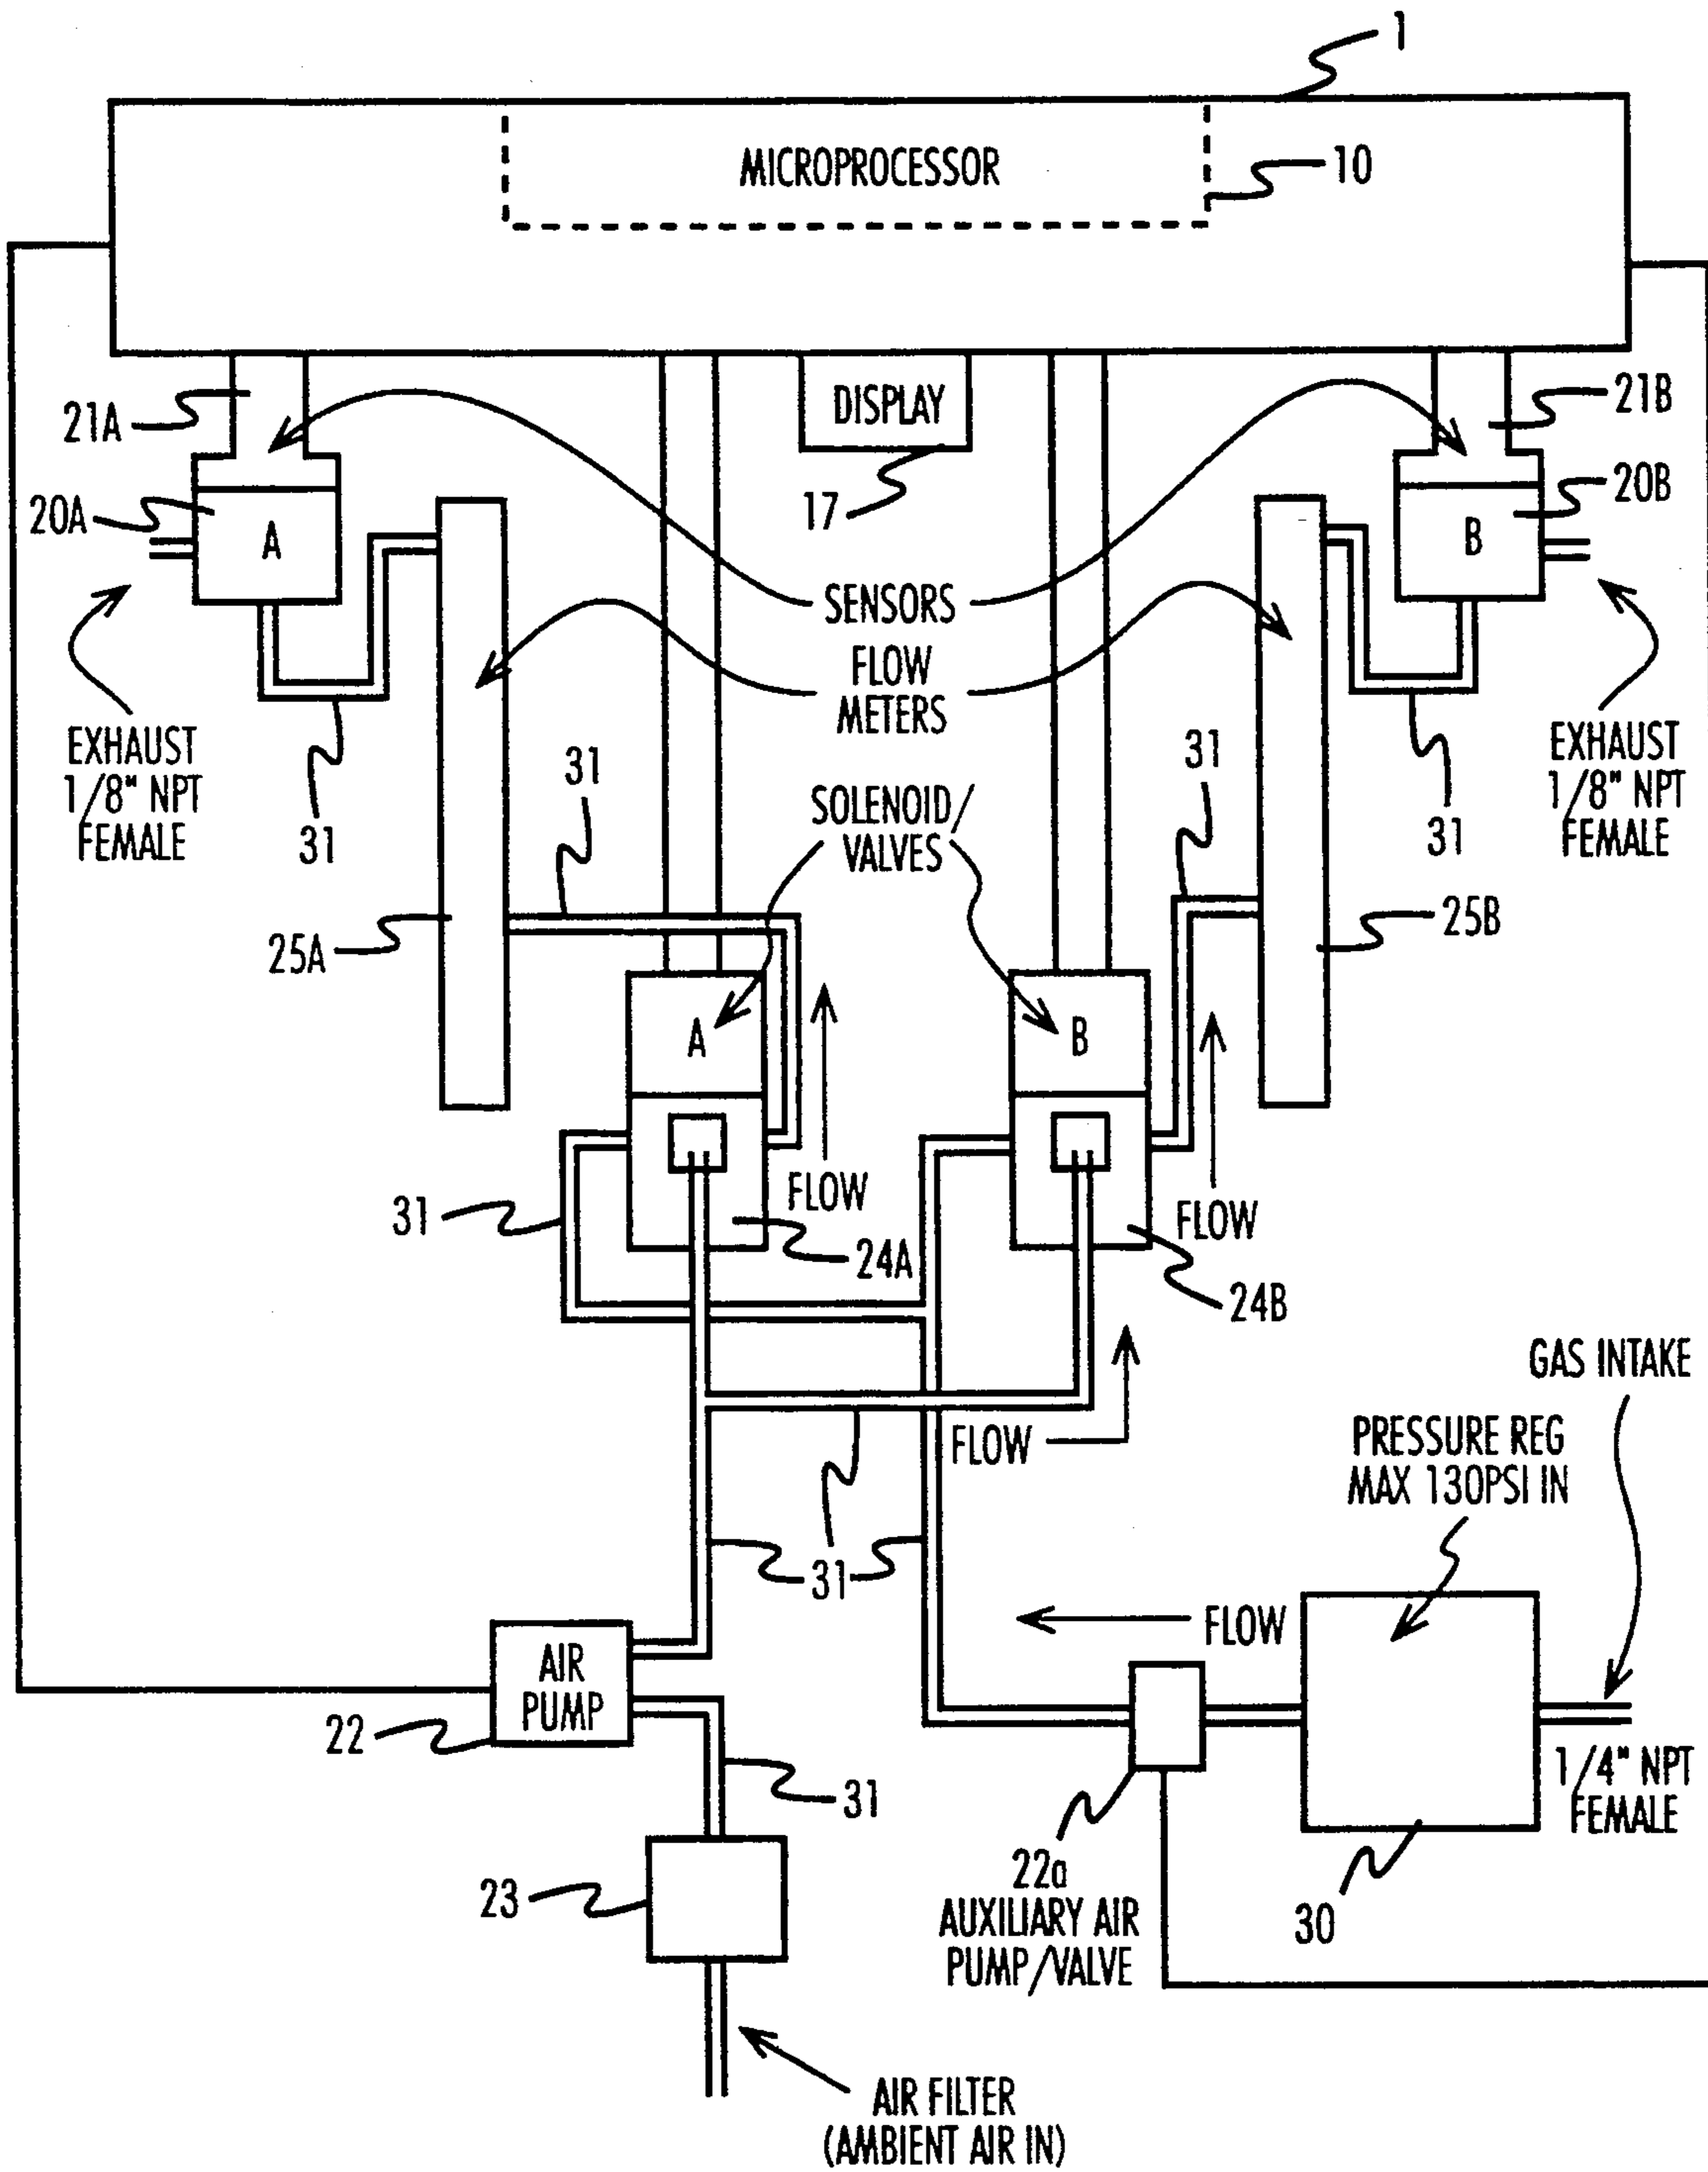 1
MICROPROCESSOR
10
21A
DISPLAY
21B
20A
17
20B
A
B
SENSORS
FLOW
METERS
EXHAUST
1/8" NPT
FEMALE
31
31
SOLENOID/
VALVES
31
EXHAUST
1/8" NPT
FEMALE
31
25A
25B
A
B
31
FLOW
24A
FLOW
24B
GAS INTAKE
FLOW
PRESSURE REG
MAX 130PSI IN
31
FLOW
AIR
PUMP
22
31
1/4" NPT
FEMALE
23
22a
AUXILIARY AIR
PUMP/VALVE
30
AIR FILTER
(AMBIENT AIR IN)